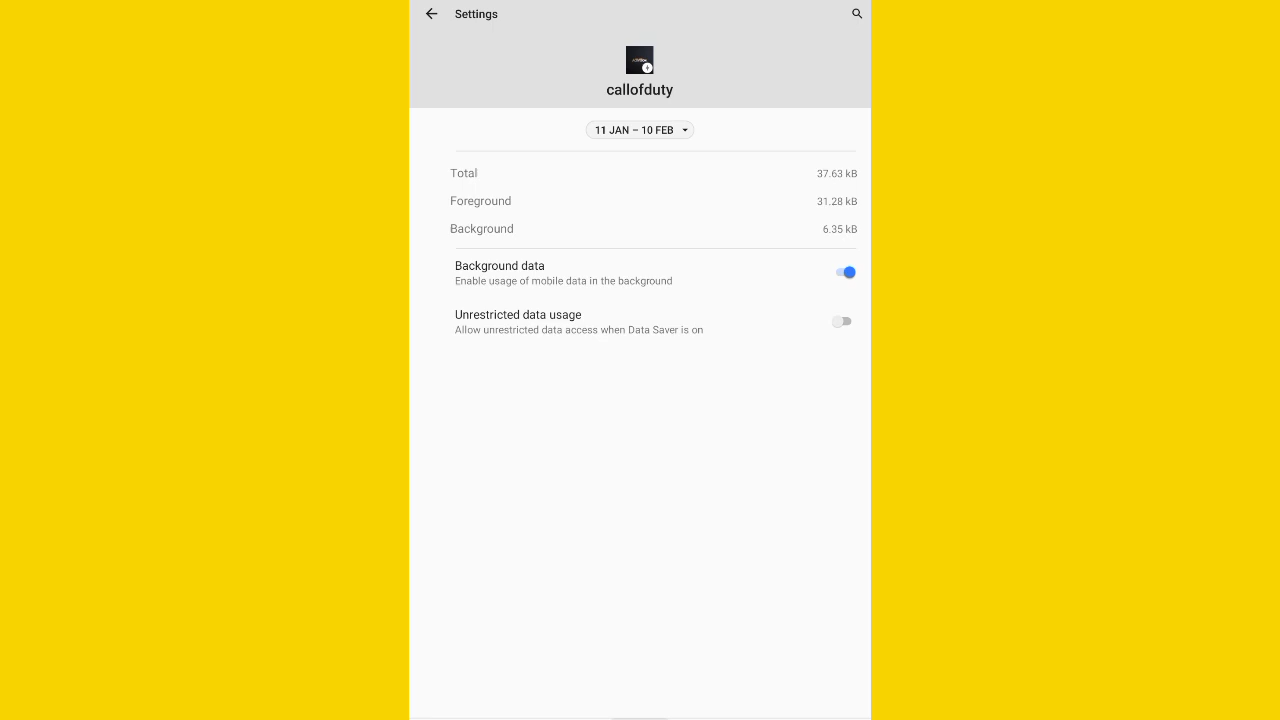 Settings
callofduty
11 JAN – 10 FEB
Total 37.63 kB
Foreground 31.28 kB
Background 6.35 kB
Background data
Enable usage of mobile data in the background
Unrestricted data usage
Allow unrestricted data access when Data Saver is on